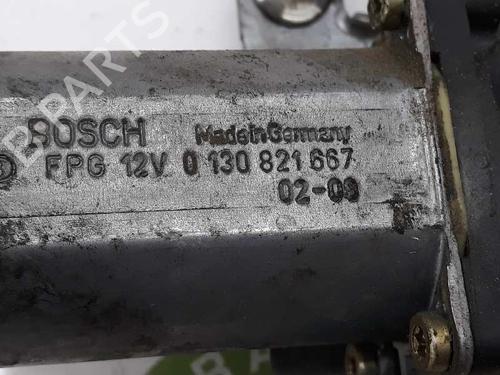 BOSCH Made in Germany
FPG 12V 0 130 821 667
02-09